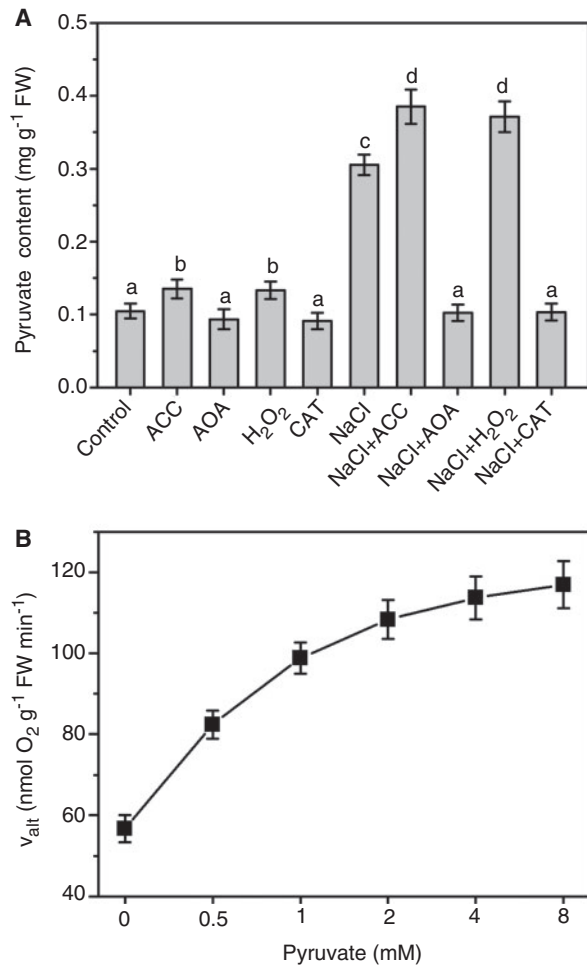 A
Pyruvate content (mg g⁻¹ FW)
0.5
0.4
0.3
0.2
0.1
0.0
a
b
a
b
a
c
d
a
d
a
Control
ACC
AOA
H₂O₂
CAT
NaCl
NaCl+ACC
NaCl+AOA
NaCl+H₂O₂
NaCl+CAT
B
v_alt (nmol O₂ g⁻¹ FW min⁻¹)
120
100
80
60
40
0
0.5
1
2
4
8
Pyruvate (mM)